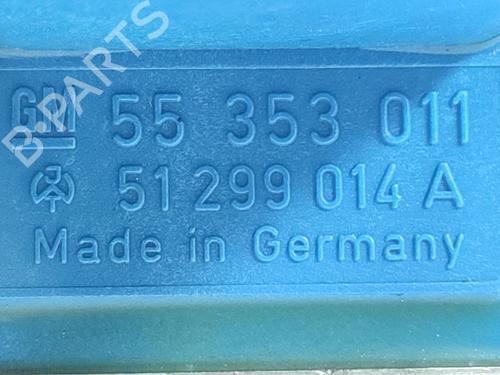 B-PARTS
GM 55 353 011
51 299 014 A
Made in Germany